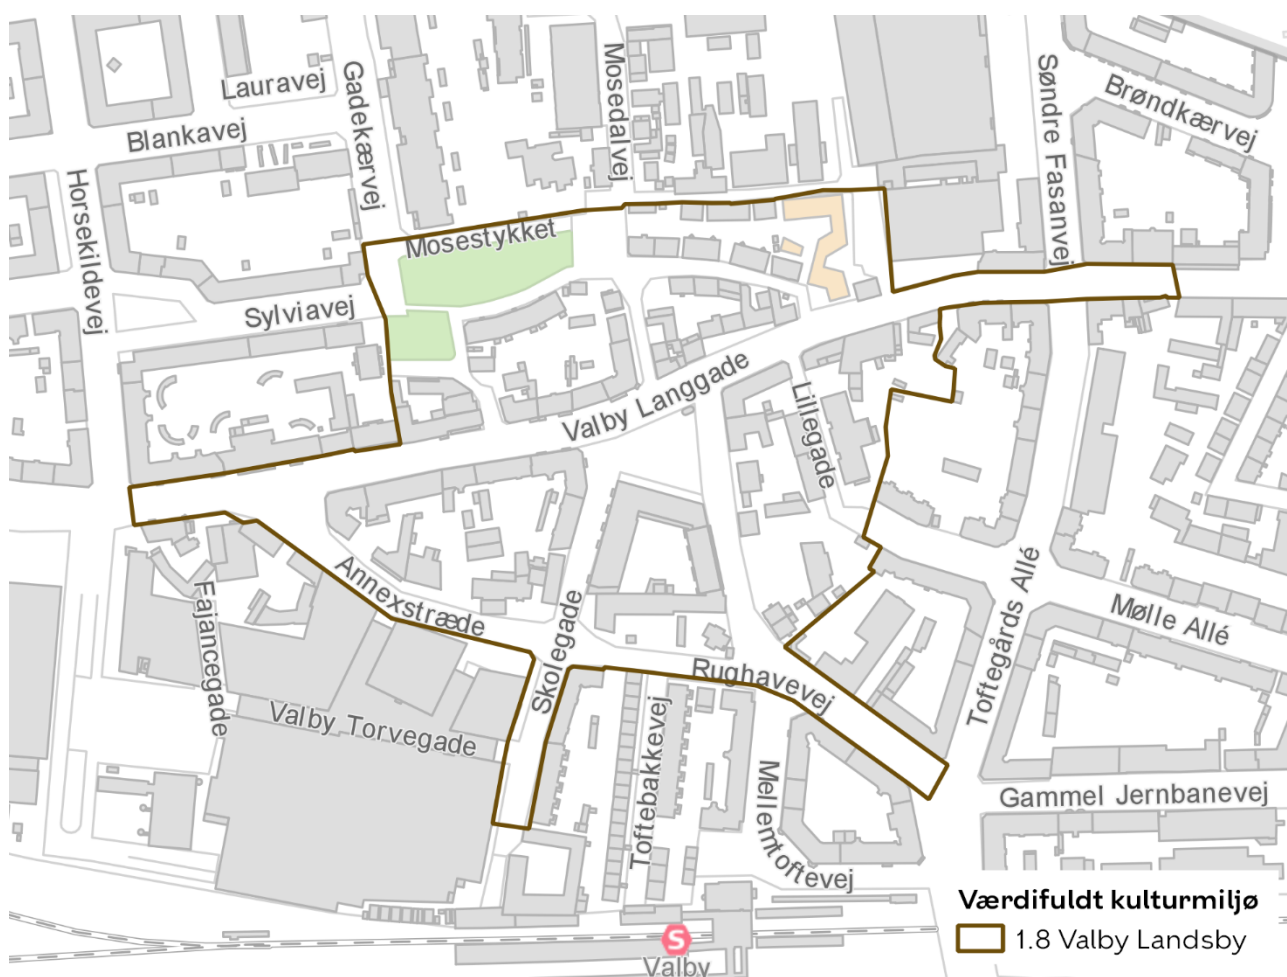 Lauravej
Blankavej
Gadekærvej
Mosedalvej
Søndre Fasanvej
Brøndkærvej
Horsekildevej
Mosestykket
Sylviavej
Valby Langgade
Lillegade
Annexstræde
Fajancegade
Skolegade
Rughavevej
Toftegårds Allé
Mølle Allé
Valby Torvegade
Toftebakkevej
Mellemtoftevej
Gammel Jernbanevej
S
Valby
Værdifuldt kulturmiljø
1.8 Valby Landsby